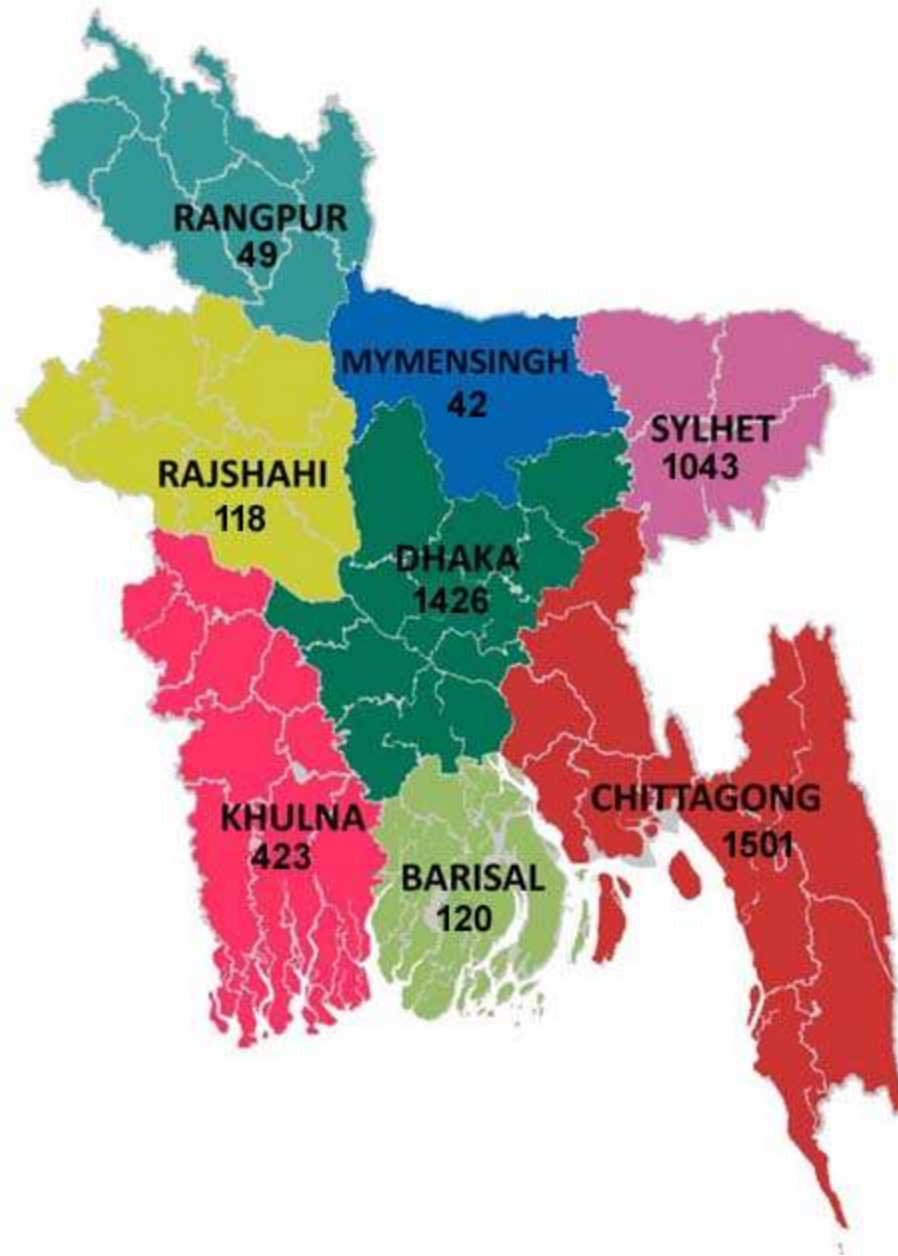 RANGPUR
49
MYMENSINGH
42
SYLHET
1043
RAJSHAHI
118
DHAKA
1426
CHITTAGONG
1501
KHULNA
423
BARISAL
120